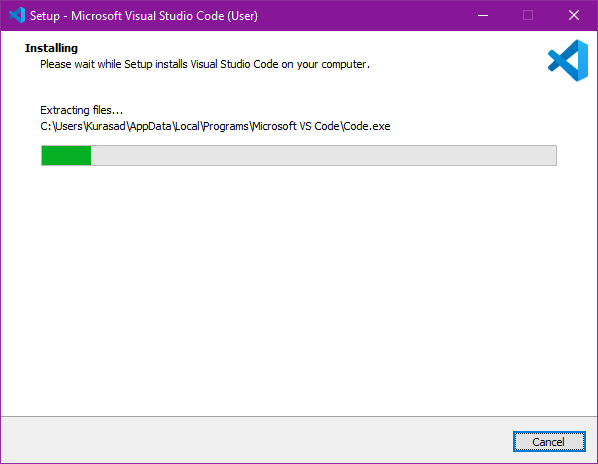 Setup - Microsoft Visual Studio Code (User)
Installing
Please wait while Setup installs Visual Studio Code on your computer.
Extracting files...
C:\Users\Kurasad\AppData\Local\Programs\Microsoft VS Code\Code.exe
Cancel